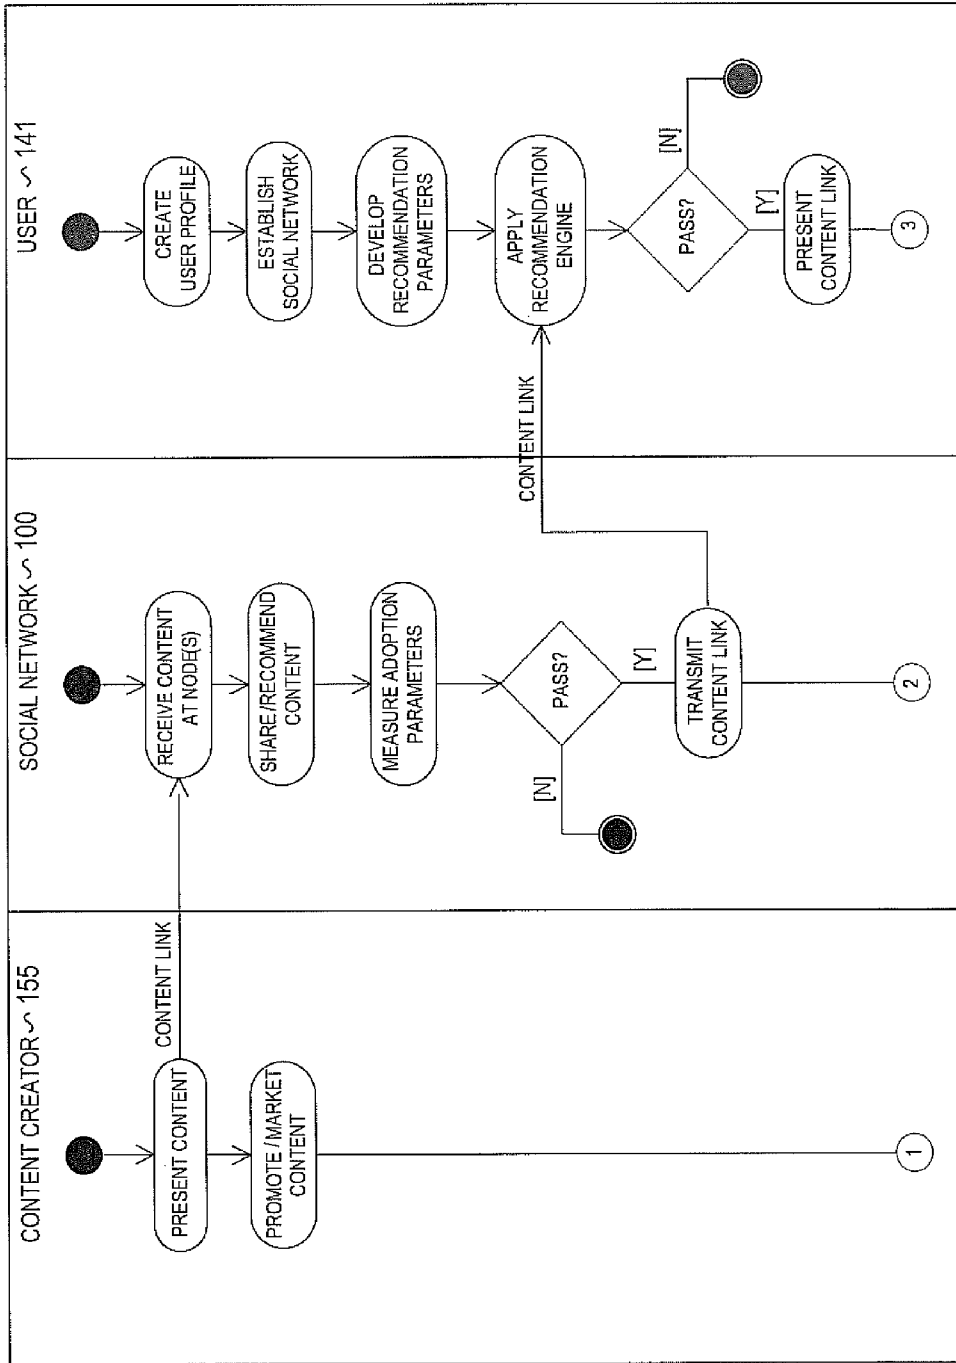 CONTENT CREATOR ~ 155
PRESENT CONTENT
CONTENT LINK
PROMOTE / MARKET
CONTENT
1
SOCIAL NETWORK ~ 100
RECEIVE CONTENT
AT NODE(S)
SHARE/RECOMMEND
CONTENT
MEASURE ADOPTION
PARAMETERS
PASS?
[N]
[Y]
TRANSMIT
CONTENT LINK
CONTENT LINK
2
USER ~ 141
CREATE
USER PROFILE
ESTABLISH
SOCIAL NETWORK
DEVELOP
RECOMMENDATION
PARAMETERS
APPLY
RECOMMENDATION
ENGINE
PASS?
[N]
[Y]
PRESENT
CONTENT LINK
3